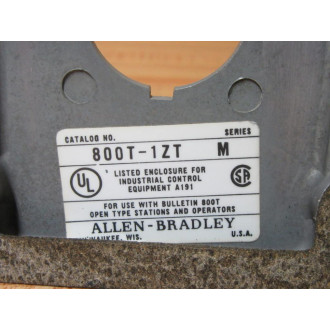 CATALOG NO. SERIES
800T-1ZT M
UL
LISTED ENCLOSURE FOR
INDUSTRIAL CONTROL
EQUIPMENT A191
SA
FOR USE WITH BULLETIN 800T
OPEN TYPE STATIONS AND OPERATORS
ALLEN-BRADLEY
WIS. U.S.A.